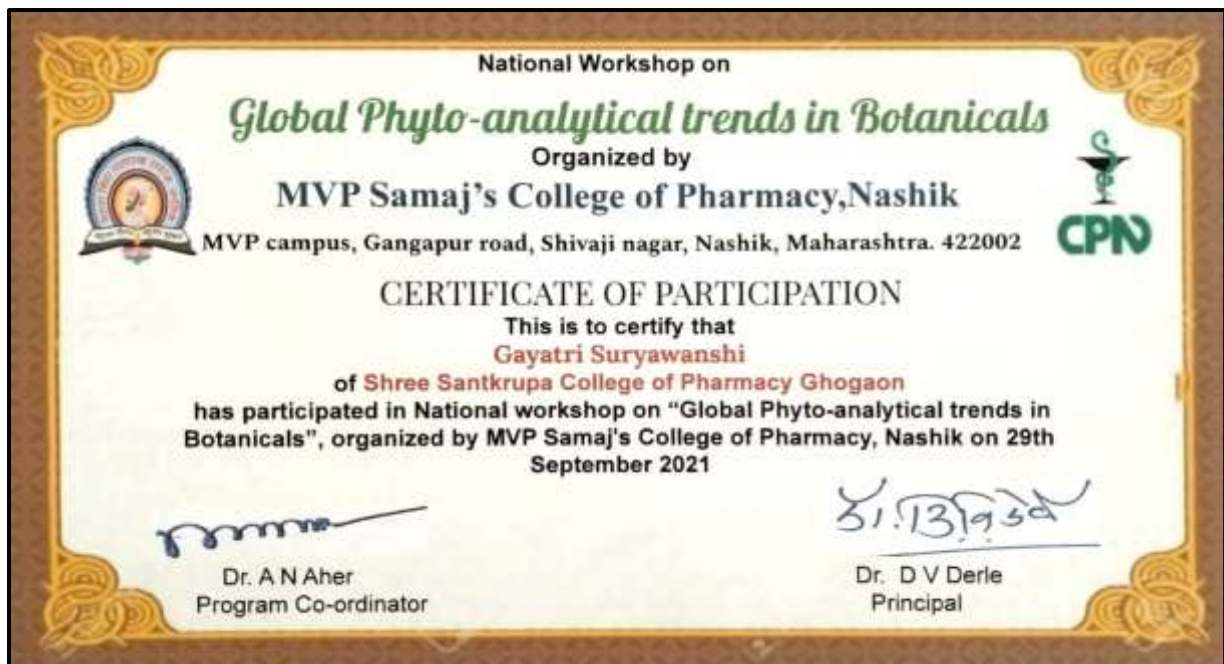 National Workshop on
Global Phyto-analytical trends in Botanicals
Organized by
MVP Samaj's College of Pharmacy,Nashik
MVP campus, Gangapur road, Shivaji nagar, Nashik, Maharashtra. 422002
CPN
CERTIFICATE OF PARTICIPATION
This is to certify that
Gayatri Suryawanshi
of Shree Santkrupa College of Pharmacy Ghogaon
has participated in National workshop on “Global Phyto-analytical trends in
Botanicals”, organized by MVP Samaj's College of Pharmacy, Nashik on 29th
September 2021
Dr. A N Aher
Program Co-ordinator
Dr. D V Derle
Principal